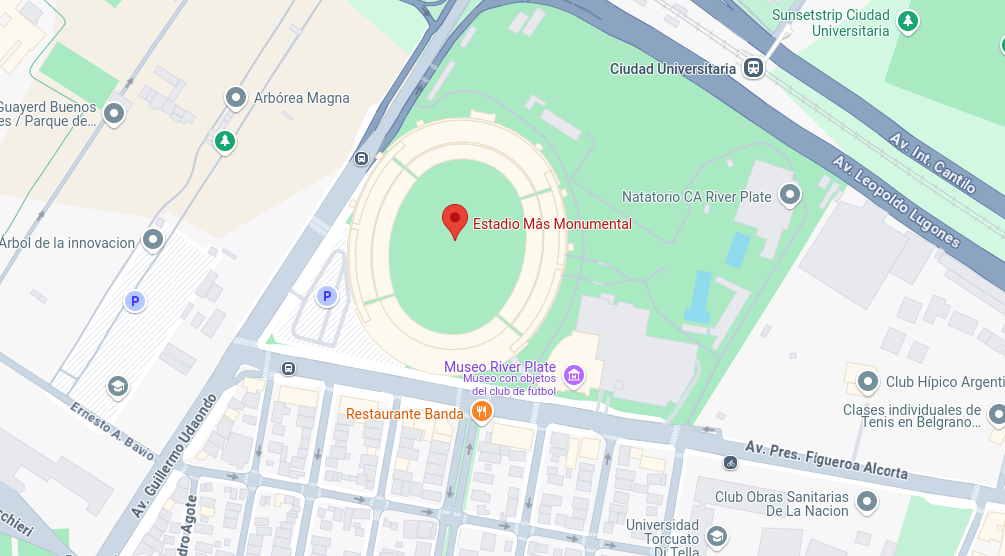 Sunsetstrip Ciudad
Universitaria
Ciudad Universitaria
Guayerd Buenos
es / Parque de...
Arbórea Magna
Av. Int. Cantilo
Av. Leopoldo Lugones
Natatorio CA River Plate
Estadio Mâs Monumental
Arbol de la innovacion
P
P
Museo River Plate
Museo con objetos
del club de fútbol
Restaurante Banda
Club Hípico Argenti
Clases individuales de
Tenis en Belgrano...
Ernesto A. Bavio
Av. Guillermo Udaondo
Av. Pres. Figueroa Alcorta
Club Obras Sanitarias
De La Nacion
dro Agote
cchieri
Universidad
Torcuato
Di Tella